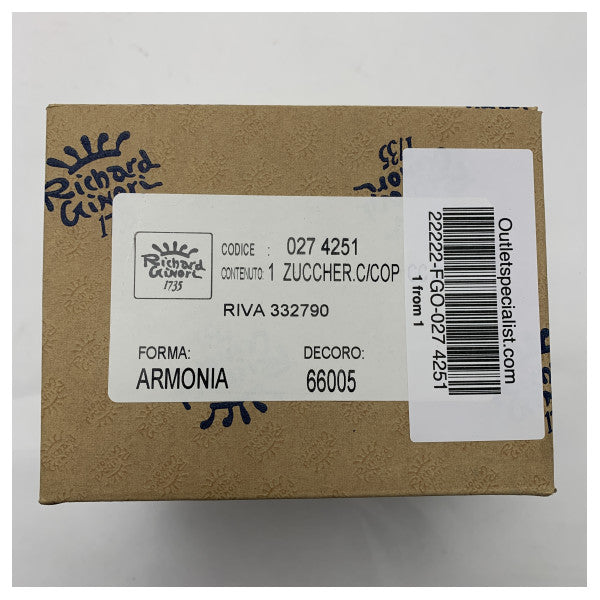 Richard
Ginori
1735
1735
Richard
Ginori
1735
CODICE : 027 4251
CONTENUTO: 1 ZUCCHER.C/COP
RIVA 332790
FORMA: DECORO:
ARMONIA 66005
Outletspecialist.com
22222-FGO-027 4251
1 from 1